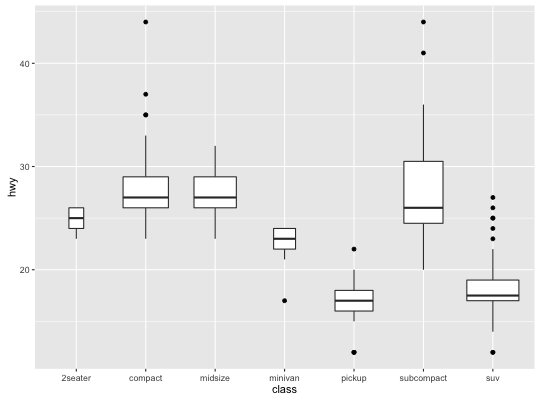 hwy
40
30
20
2seater compact midsize minivan pickup subcompact suv
class